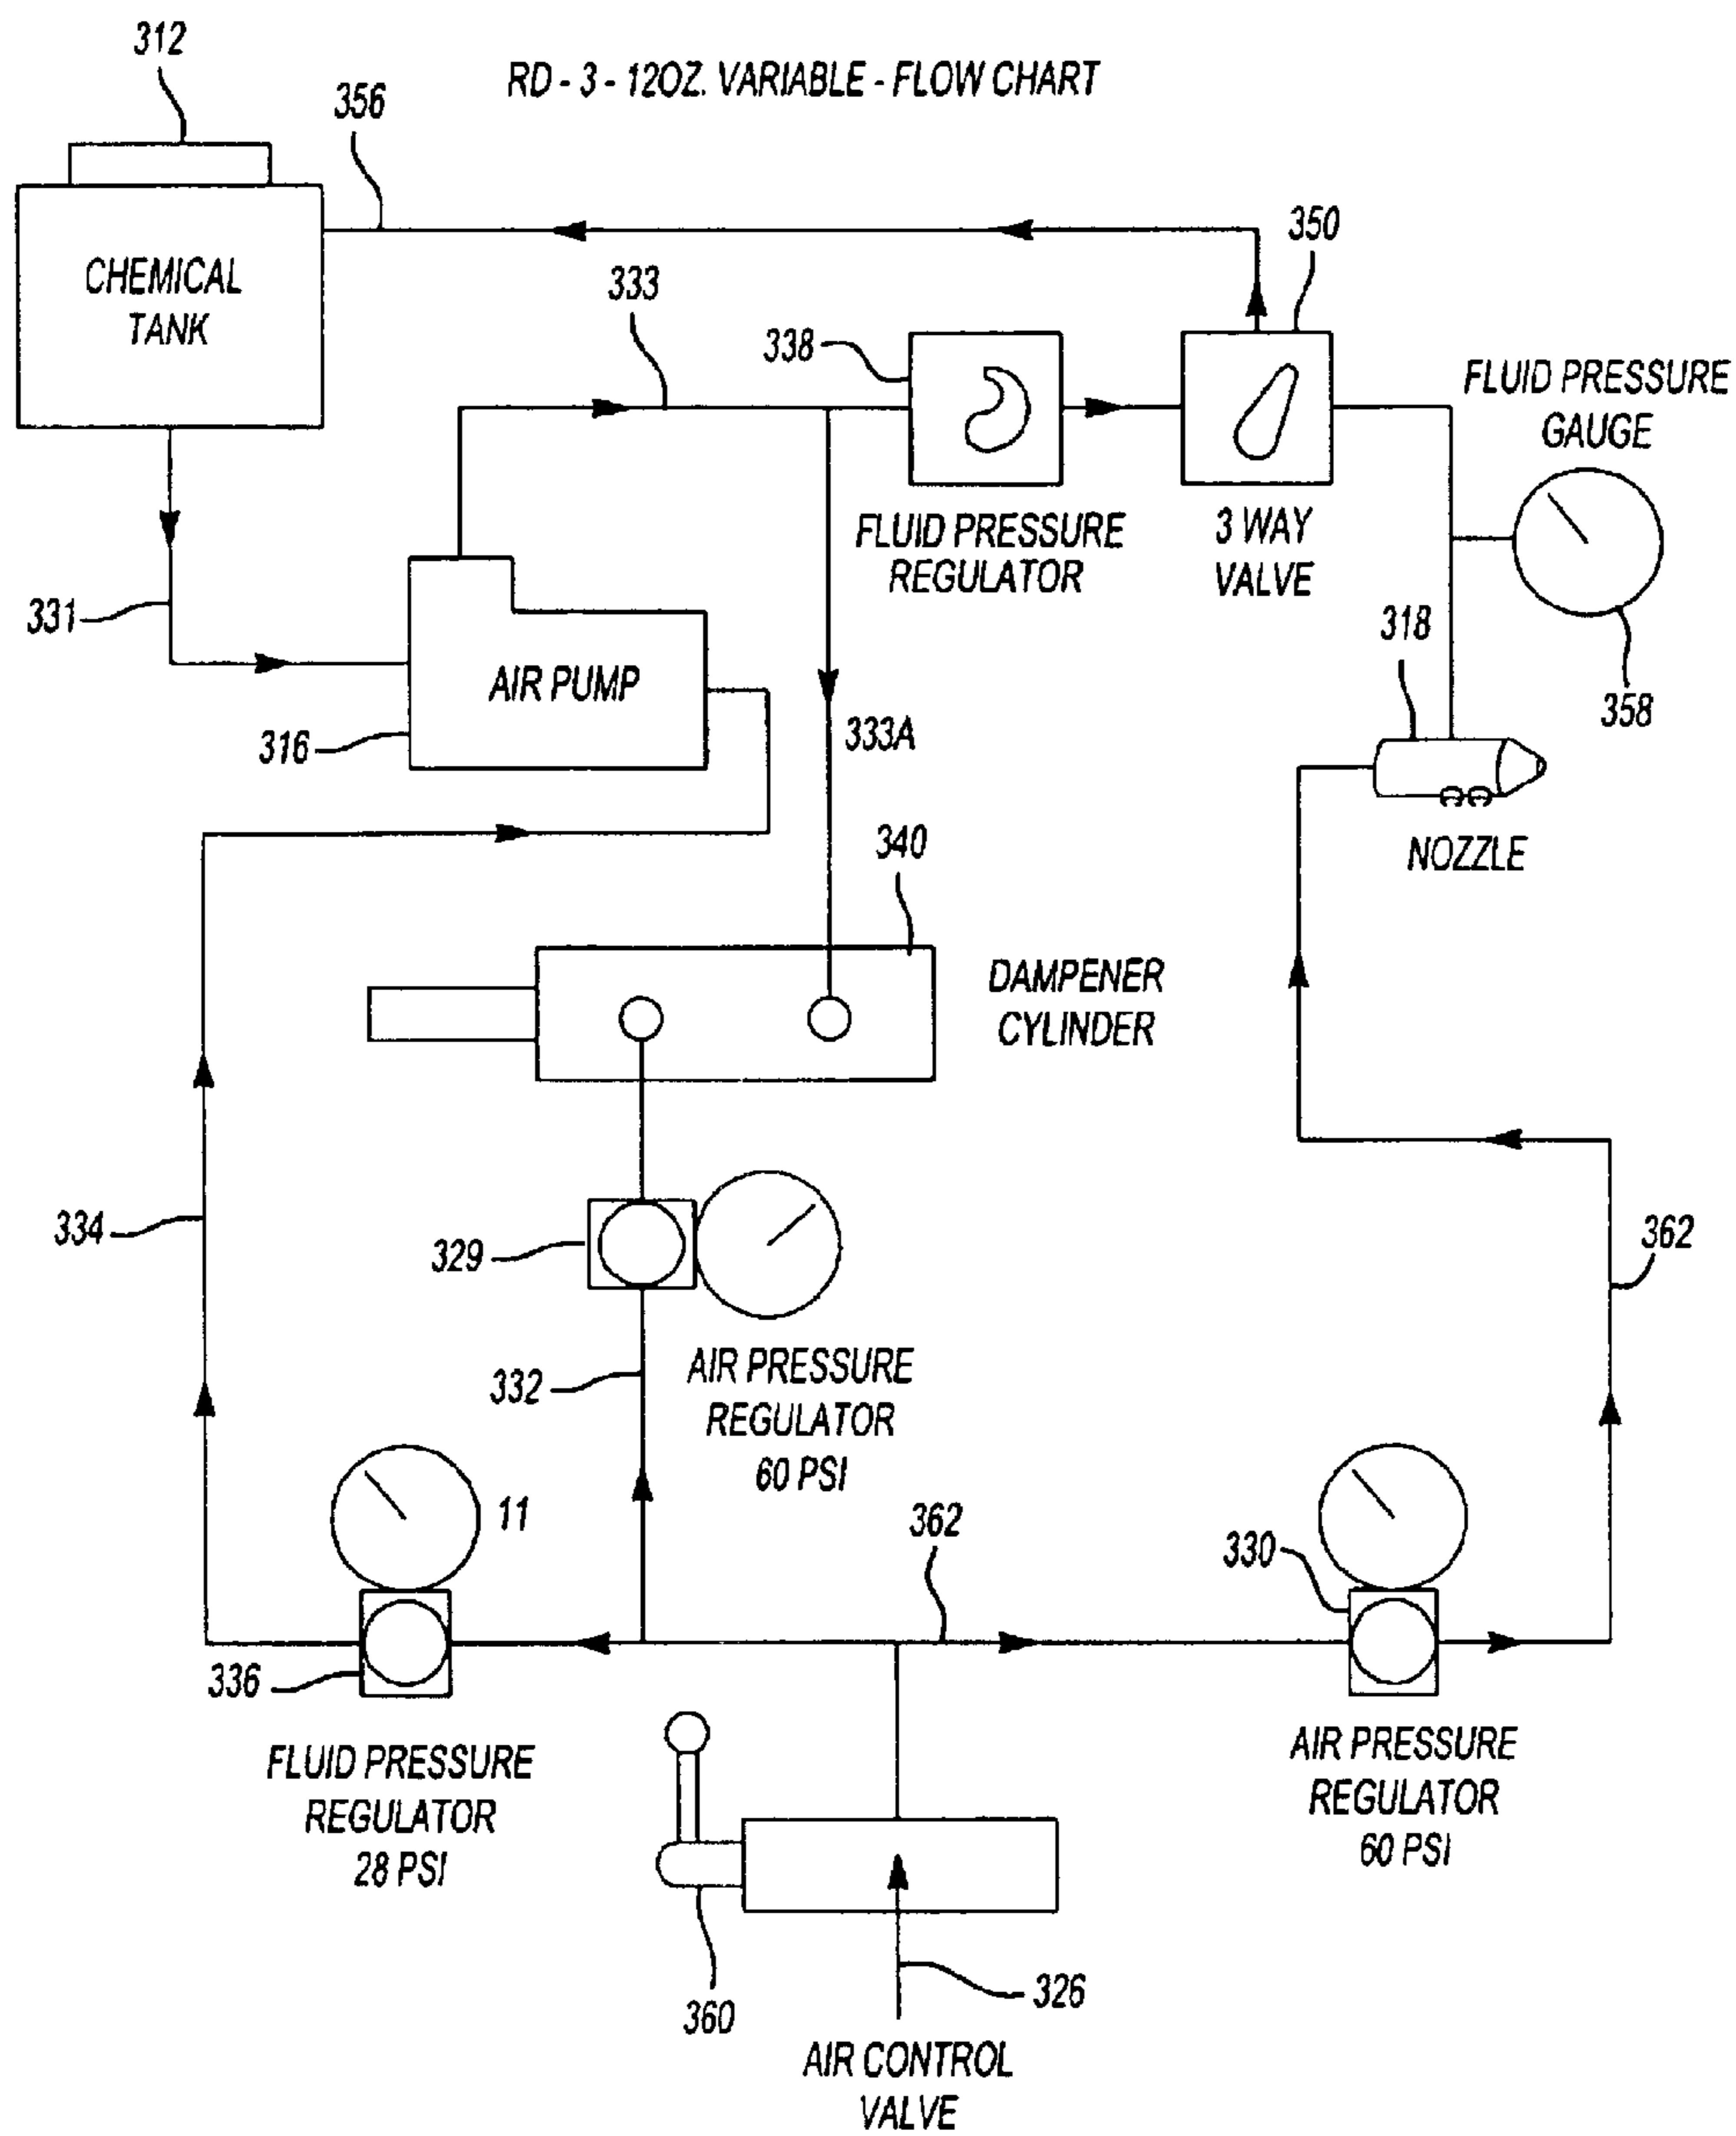 312
RD - 3 - 12OZ. VARIABLE - FLOW CHART
356
350
CHEMICAL
TANK
333
338
FLUID PRESSURE
GAUGE
FLUID PRESSURE
REGULATOR
3 WAY
VALVE
331
318
AIR PUMP
358
316
333A
340
NOZZLE
DAMPENER
CYLINDER
334
329
362
332
AIR PRESSURE
REGULATOR
60 PSI
11
362
330
336
FLUID PRESSURE
REGULATOR
28 PSI
AIR PRESSURE
REGULATOR
60 PSI
360
326
AIR CONTROL
VALVE